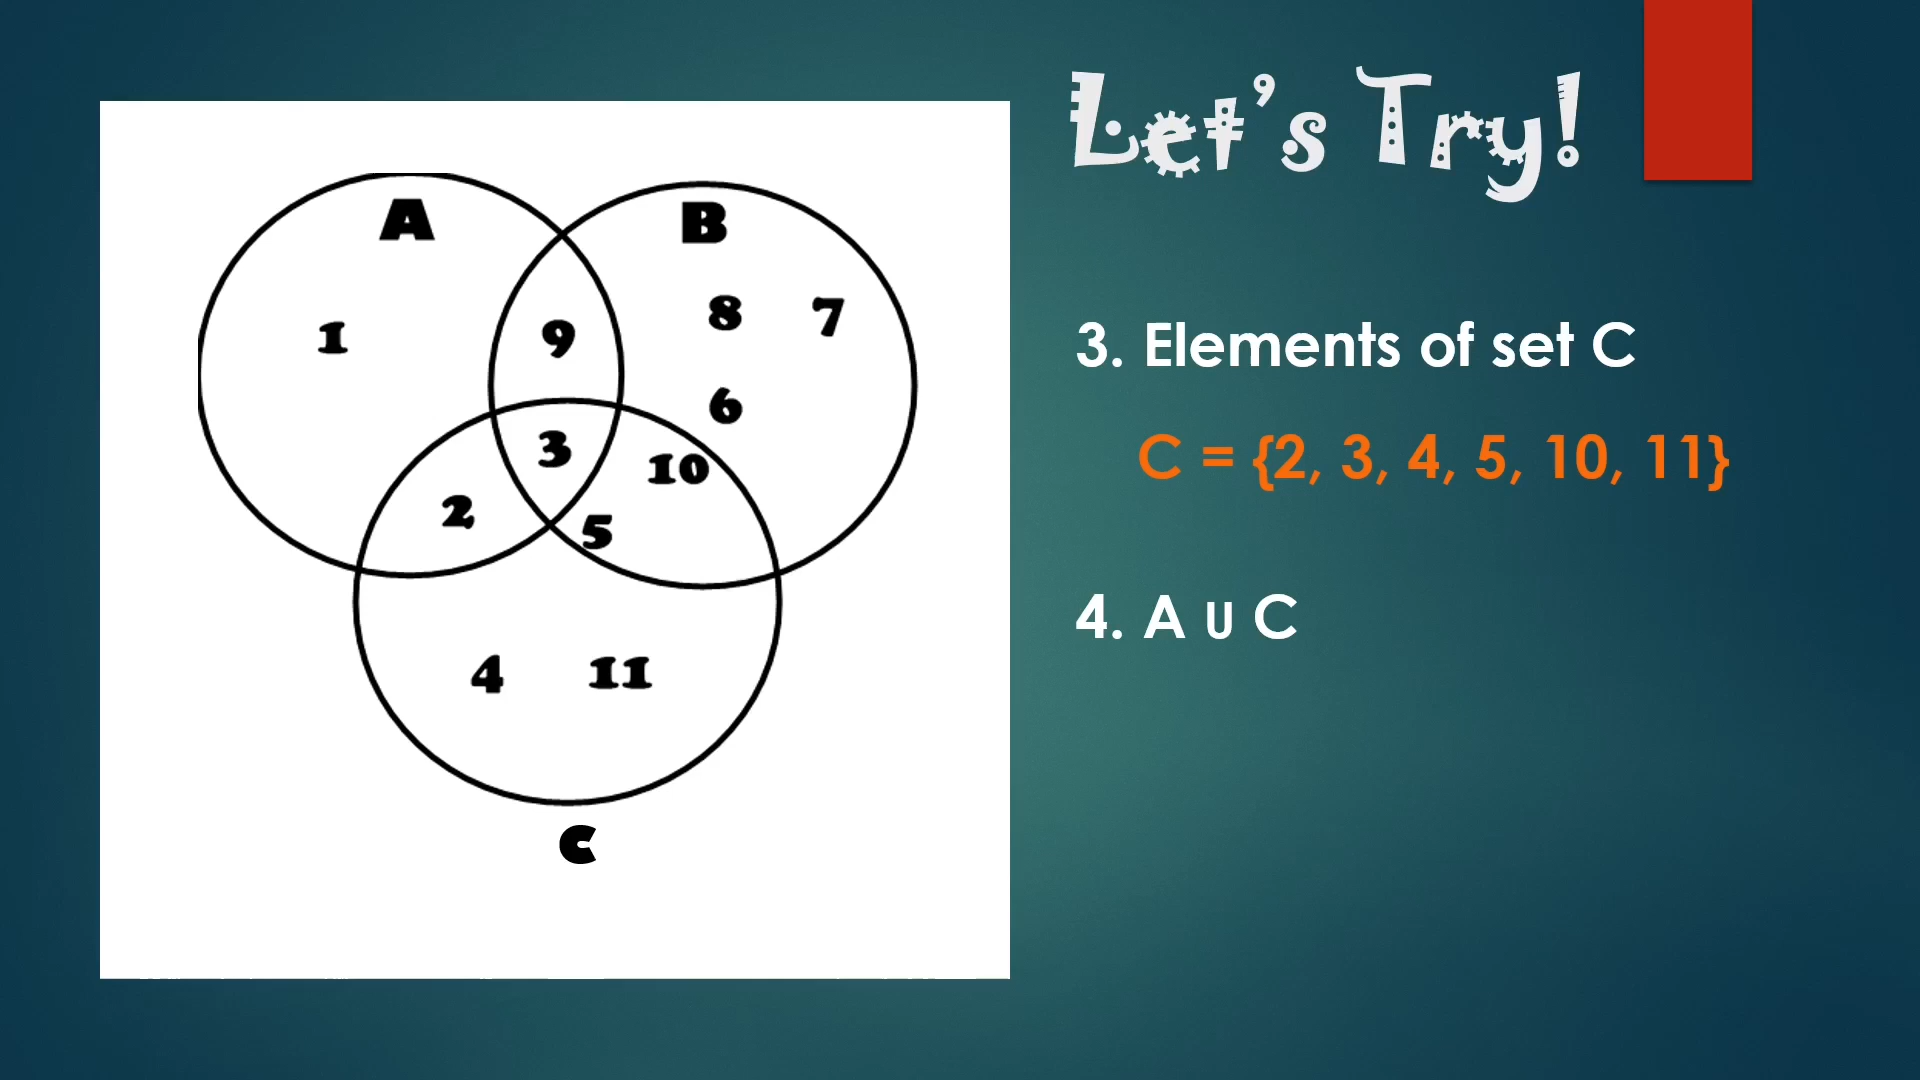 Let's Try!
A
B
1
9
8
7
6
3
10
2
5
4
11
C
3. Elements of set C
C = {2, 3, 4, 5, 10, 11}
4. A ∪ C